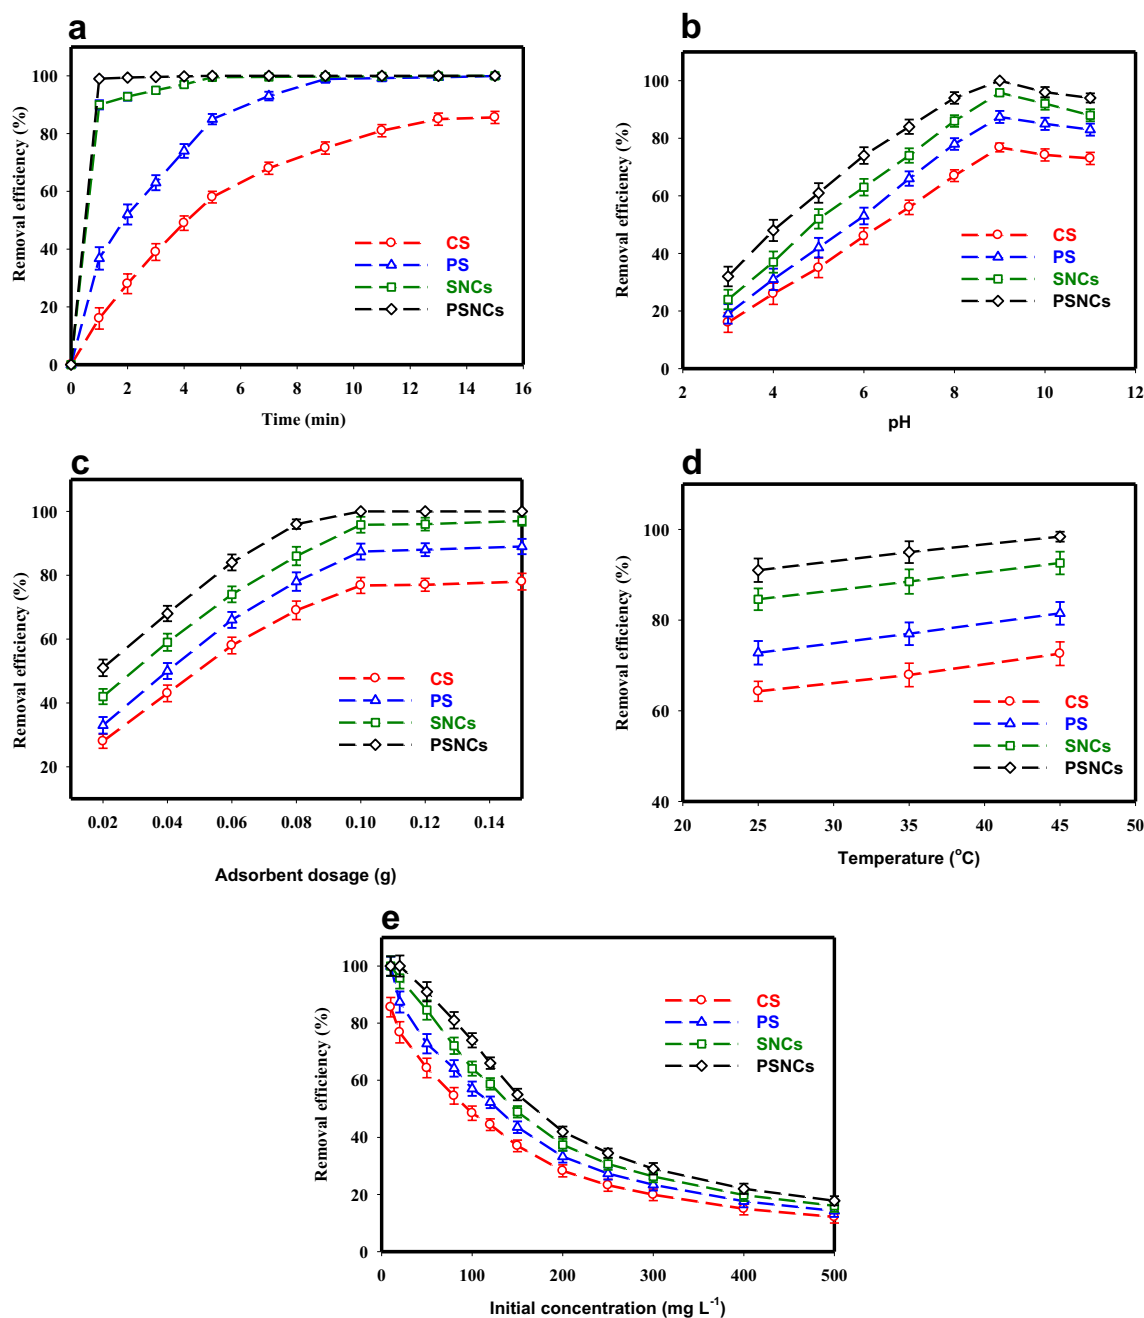 a
Removal efficiency (%)
100
80
60
40
20
0
CS
PS
SNCs
PSNCs
0 2 4 6 8 10 12 14 16
Time (min)
b
Removal efficiency (%)
100
80
60
40
20
0
CS
PS
SNCs
PSNCs
2 4 6 8 10 12
pH
c
Removal efficiency (%)
100
80
60
40
20
CS
PS
SNCs
PSNCs
0.02 0.04 0.06 0.08 0.10 0.12 0.14
Adsorbent dosage (g)
d
Removal efficiency (%)
100
80
60
40
CS
PS
SNCs
PSNCs
20 25 30 35 40 45 50
Temperature (°C)
e
Removal efficiency (%)
100
80
60
40
20
0
CS
PS
SNCs
PSNCs
0 100 200 300 400 500
Initial concentration (mg L⁻¹)